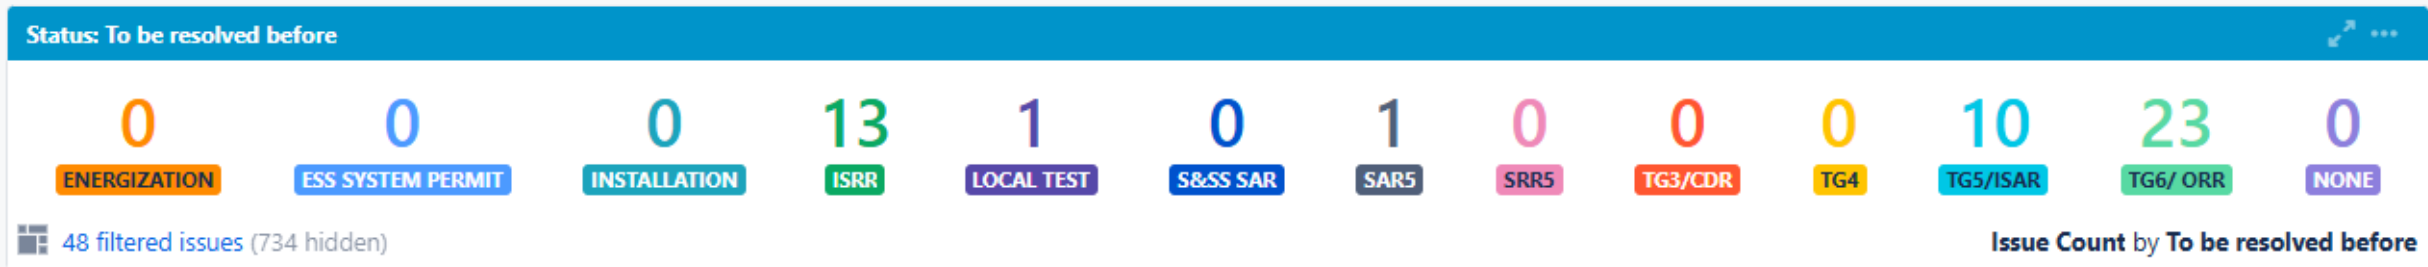 Status: To be resolved before
0 0 0 13 1 0 1 0 0 0 10 23 0
ENERGIZATION ESS SYSTEM PERMIT INSTALLATION ISRR LOCAL TEST S&SS SAR SAR5 SRR5 TG3/CDR TG4 TG5/ISAR TG6/ ORR NONE
48 filtered issues (734 hidden) Issue Count by To be resolved before